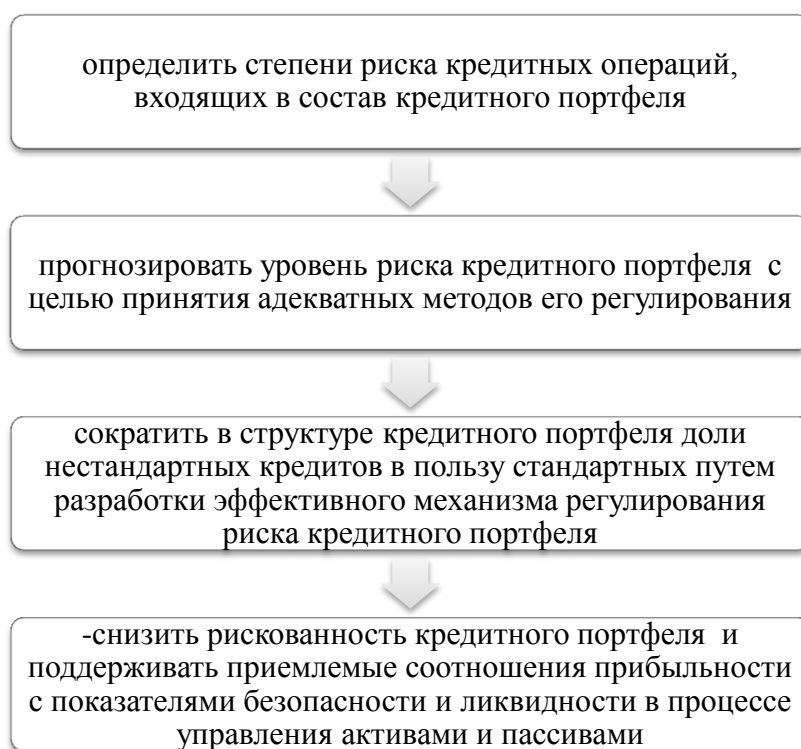 определить степени риска кредитных операций,
входящих в состав кредитного портфеля
прогнозировать уровень риска кредитного портфеля с
целью принятия адекватных методов его регулирования
сократить в структуре кредитного портфеля доли
нестандартных кредитов в пользу стандартных путем
разработки эффективного механизма регулирования
риска кредитного портфеля
-снизить рискованность кредитного портфеля и
поддерживать приемлемые соотношения прибыльности
с показателями безопасности и ликвидности в процессе
управления активами и пассивами